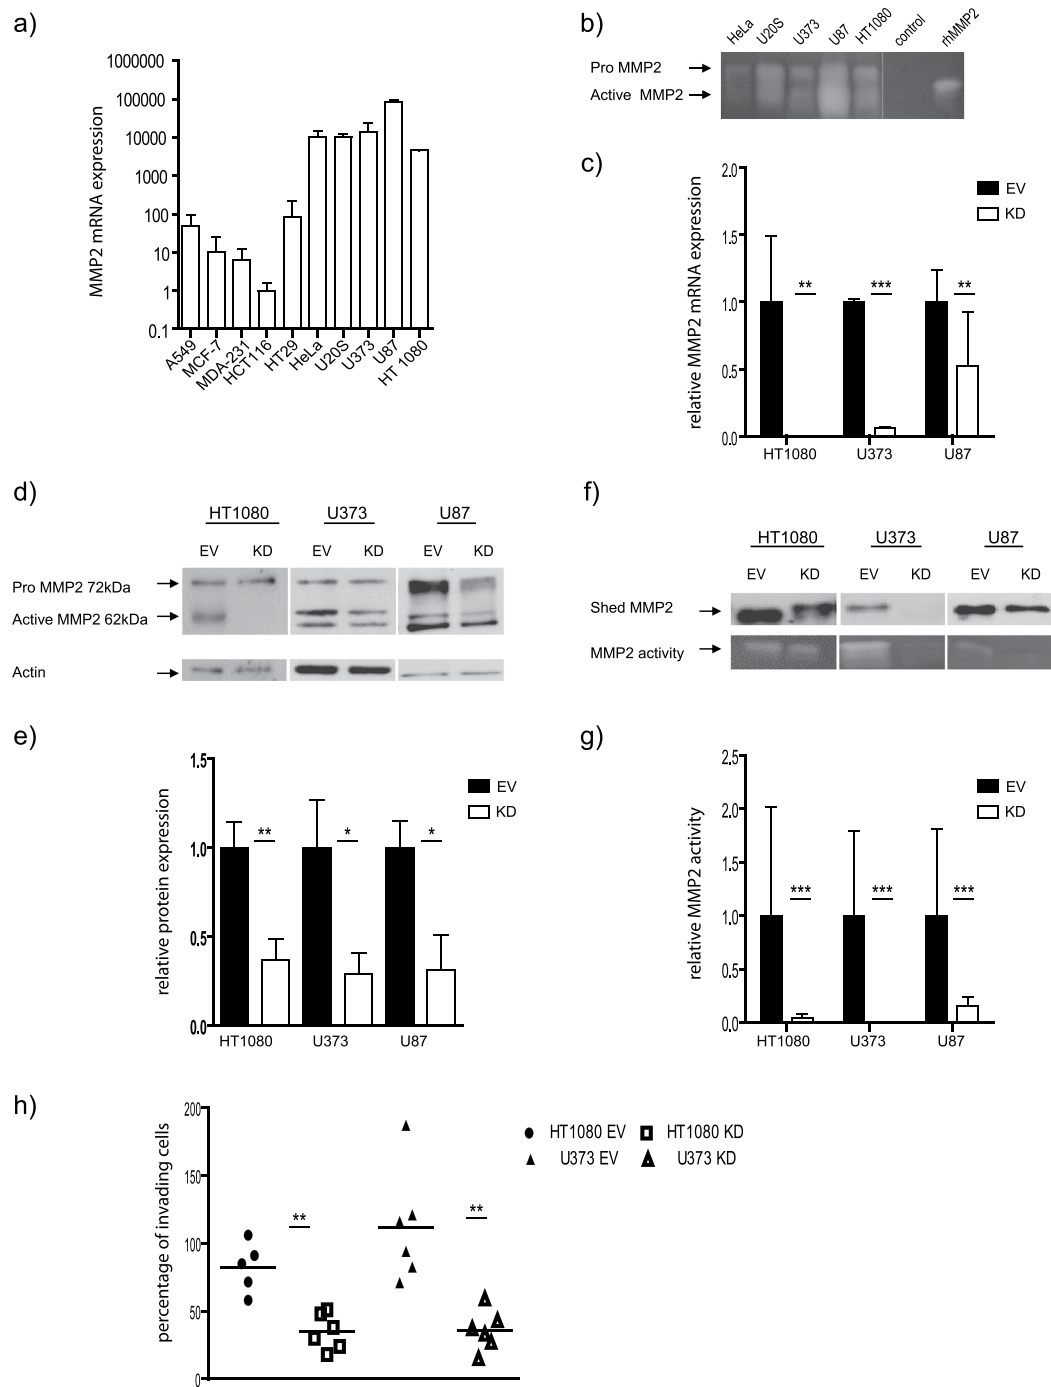 a)
MMP2 mRNA expression
1000000
100000
10000
1000
100
10
1
0.1
A549
MCF-7
MDA-231
HCT116
HT29
HeLa
U20S
U373
U87
HT 1080
b)
HeLa
U20S
U373
U87
HT1080
control
rhMMP2
Pro MMP2
Active MMP2
c)
relative MMP2 mRNA expression
2.0
1.5
1.0
0.5
0.0
** *** **
EV
KD
HT1080 U373 U87
d)
HT1080 U373 U87
EV KD EV KD EV KD
Pro MMP2 72kDa
Active MMP2 62kDa
Actin
f)
HT1080 U373 U87
EV KD EV KD EV KD
Shed MMP2
MMP2 activity
e)
relative protein expression
1.5
1.0
0.5
0.0
** * *
EV
KD
HT1080 U373 U87
g)
relative MMP2 activity
2.5
2.0
1.5
1.0
0.5
0.0
*** *** ***
EV
KD
HT1080 U373 U87
h)
percentage of invading cells
200
150
100
50
0
** **
HT1080 EV HT1080 KD
U373 EV U373 KD